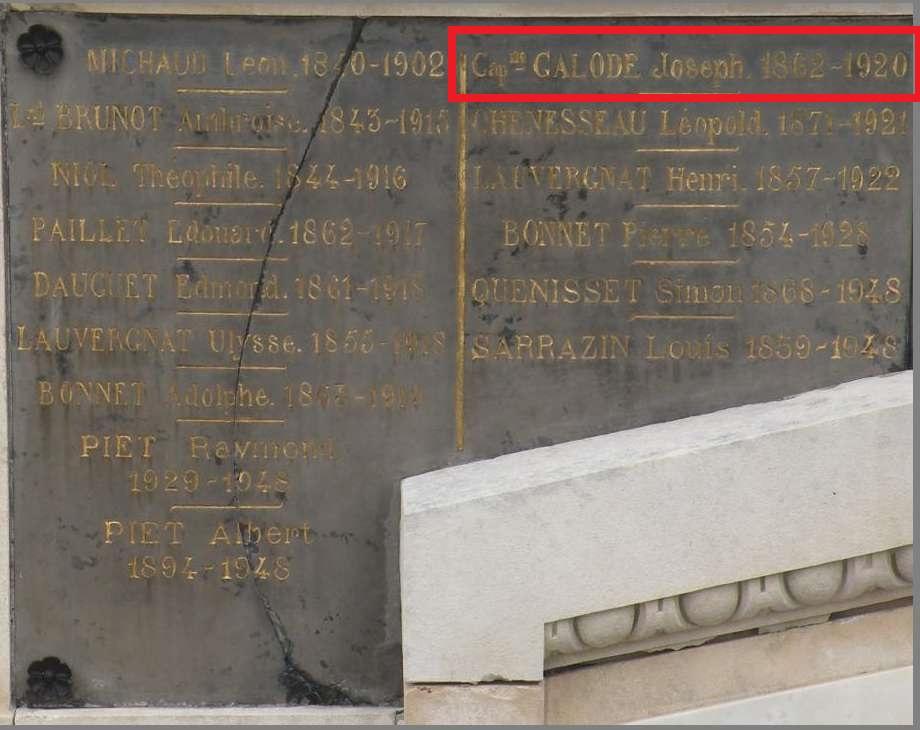 MICHAUD Léon. 1840-1902
Lnt BRUNOT Ambroise. 1843-1915
NIOL Théophile. 1844-1916
PAILLET Edouard. 1862-1917
DAUGUET Edmond. 1861-1918
LAUVERGNAT Ulysse. 1855-1918
BONNET Adolphe.
PIET Raymond
1929-1948
PIET Albert
1894-1948
Capne GALODE Joseph. 1862-1920
CHENESSEAU Léopold. 1871-1921
LAUVERGNAT Henri. 1857-1922
BONNET Pierre 1854-1928
QUENISSET Simon 1868-1948
SARRAZIN Louis 1859-1948